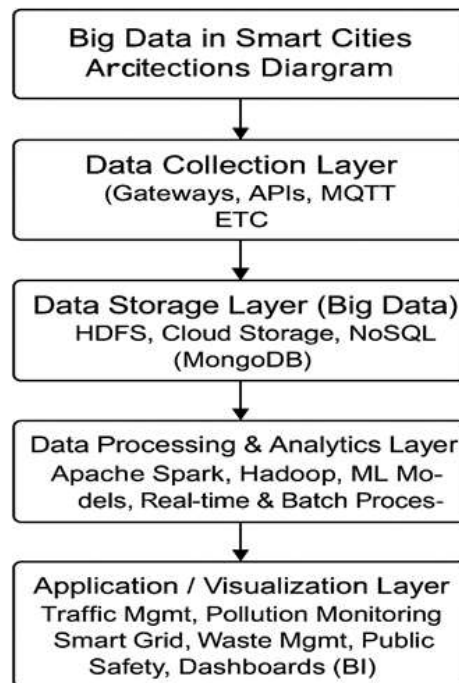 Big Data in Smart Cities
Arcitections Diargram
Data Collection Layer
(Gateways, APIs, MQTT
ETC
Data Storage Layer (Big Data)
HDFS, Cloud Storage, NoSQL
(MongoDB)
Data Processing & Analytics Layer
Apache Spark, Hadoop, ML Mo-
dels, Real-time & Batch Proces-
Application / Visualization Layer
Traffic Mgmt, Pollution Monitoring
Smart Grid, Waste Mgmt, Public
Safety, Dashboards (BI)